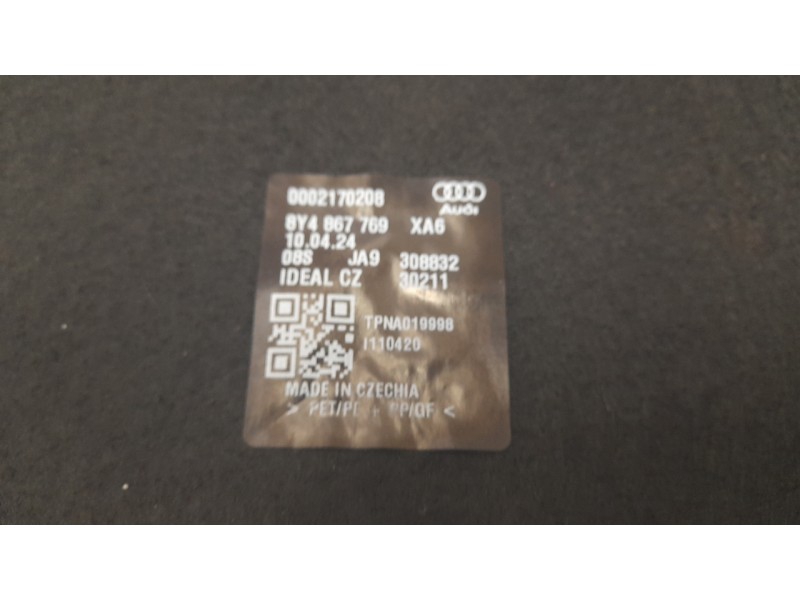 0002170208
Audi
8Y4 867 769 XA6
10.04.24
08S JA9 308832
IDEAL CZ 30211
TPNA019998
I110420
MADE IN CZECHIA
> PET/PE + PP/GF <